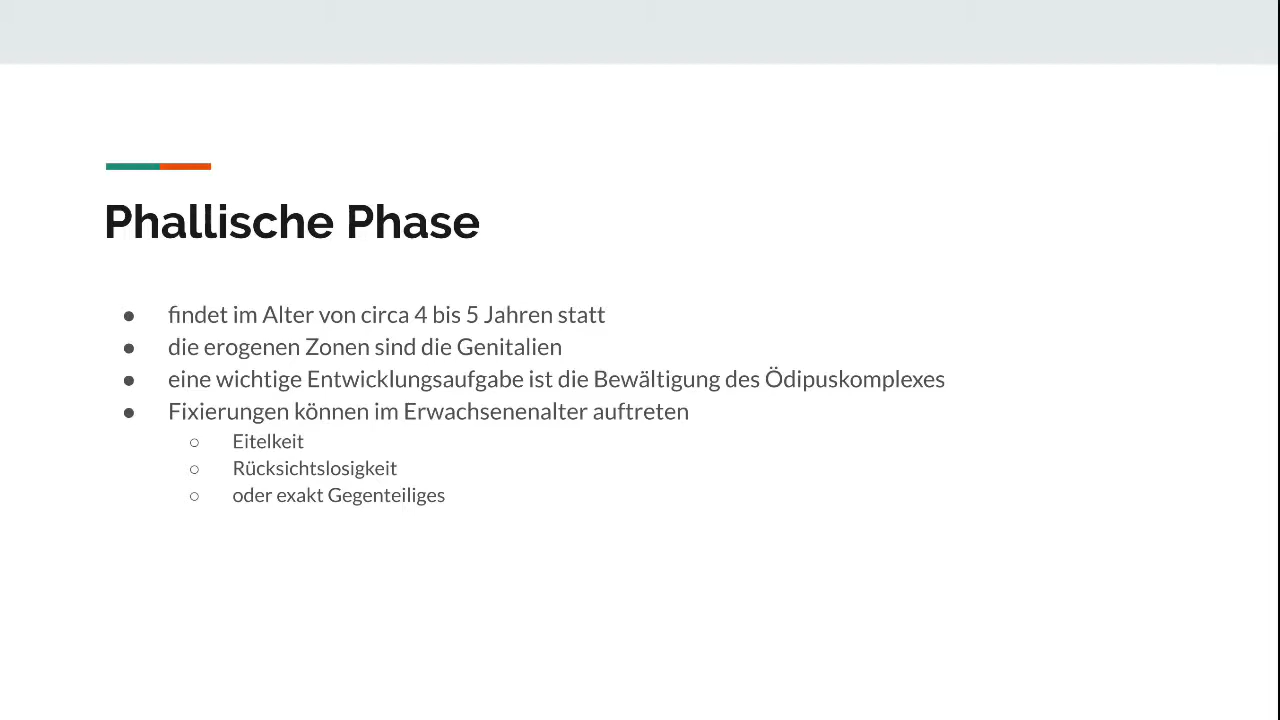 Phallische Phase
● findet im Alter von circa 4 bis 5 Jahren statt
● die erogenen Zonen sind die Genitalien
● eine wichtige Entwicklungsaufgabe ist die Bewältigung des Ödipuskomplexes
● Fixierungen können im Erwachsenenalter auftreten
○ Eitelkeit
○ Rücksichtslosigkeit
○ oder exakt Gegenteiliges